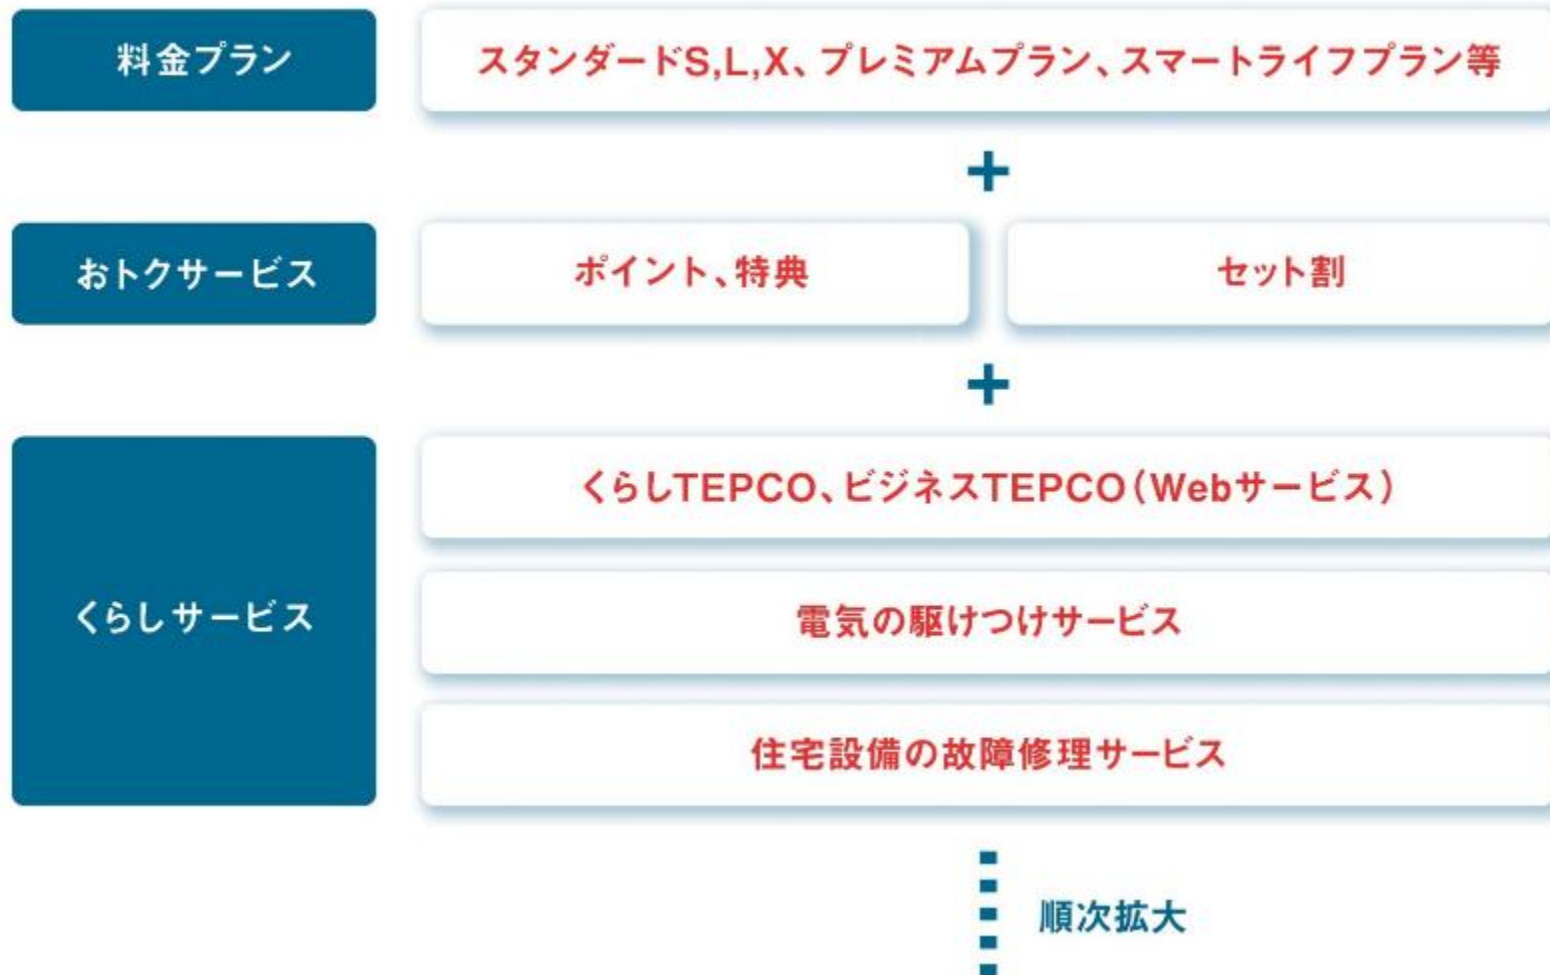 料金プラン
スタンダードS,L,X、プレミアムプラン、スマートライフプラン等
+
おトクサービス
ポイント、特典
セット割
+
くらしサービス
くらしTEPCO、ビジネスTEPCO(Webサービス)
電気の駆けつけサービス
住宅設備の故障修理サービス
順次拡大